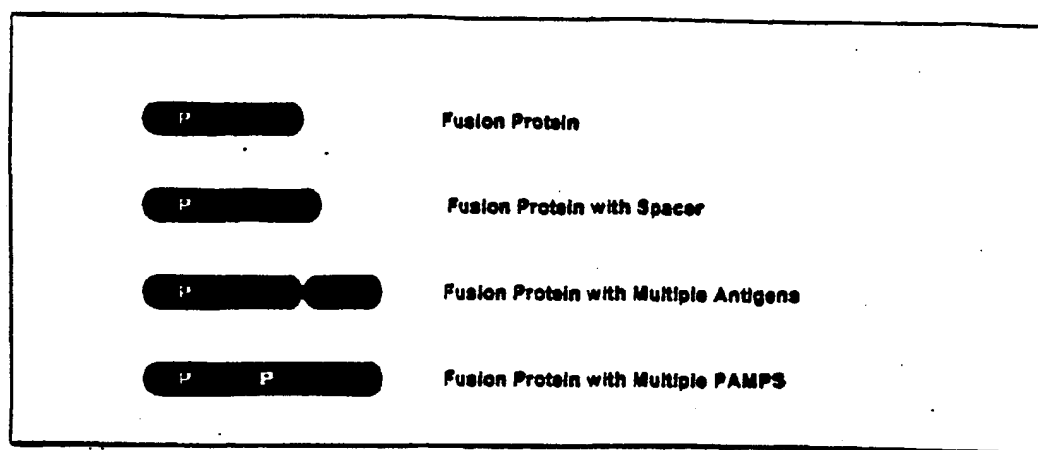 P Fusion Protein
P Fusion Protein with Spacer
P Fusion Protein with Multiple Antigens
P P Fusion Protein with Multiple PAMPS